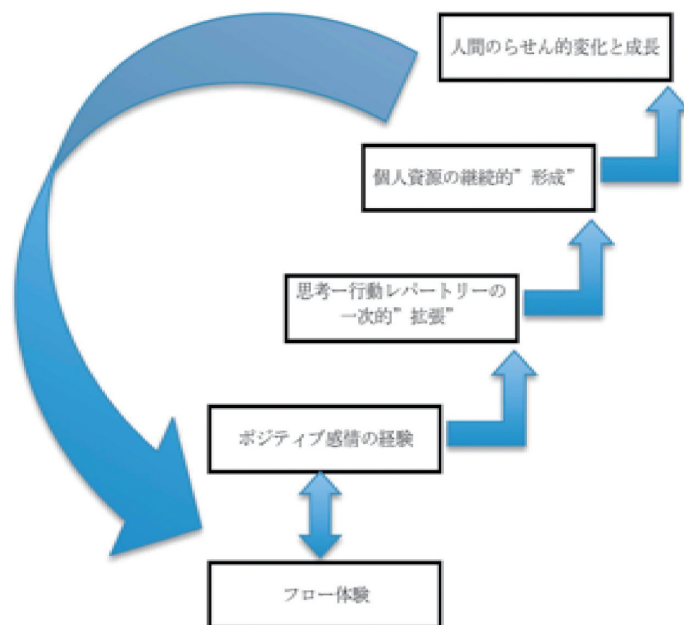 人間のらせん的変化と成長
個人資源の継続的”形成”
思考ー行動レパートリーの
一次的”拡張”
ポジティブ感情の経験
フロー体験